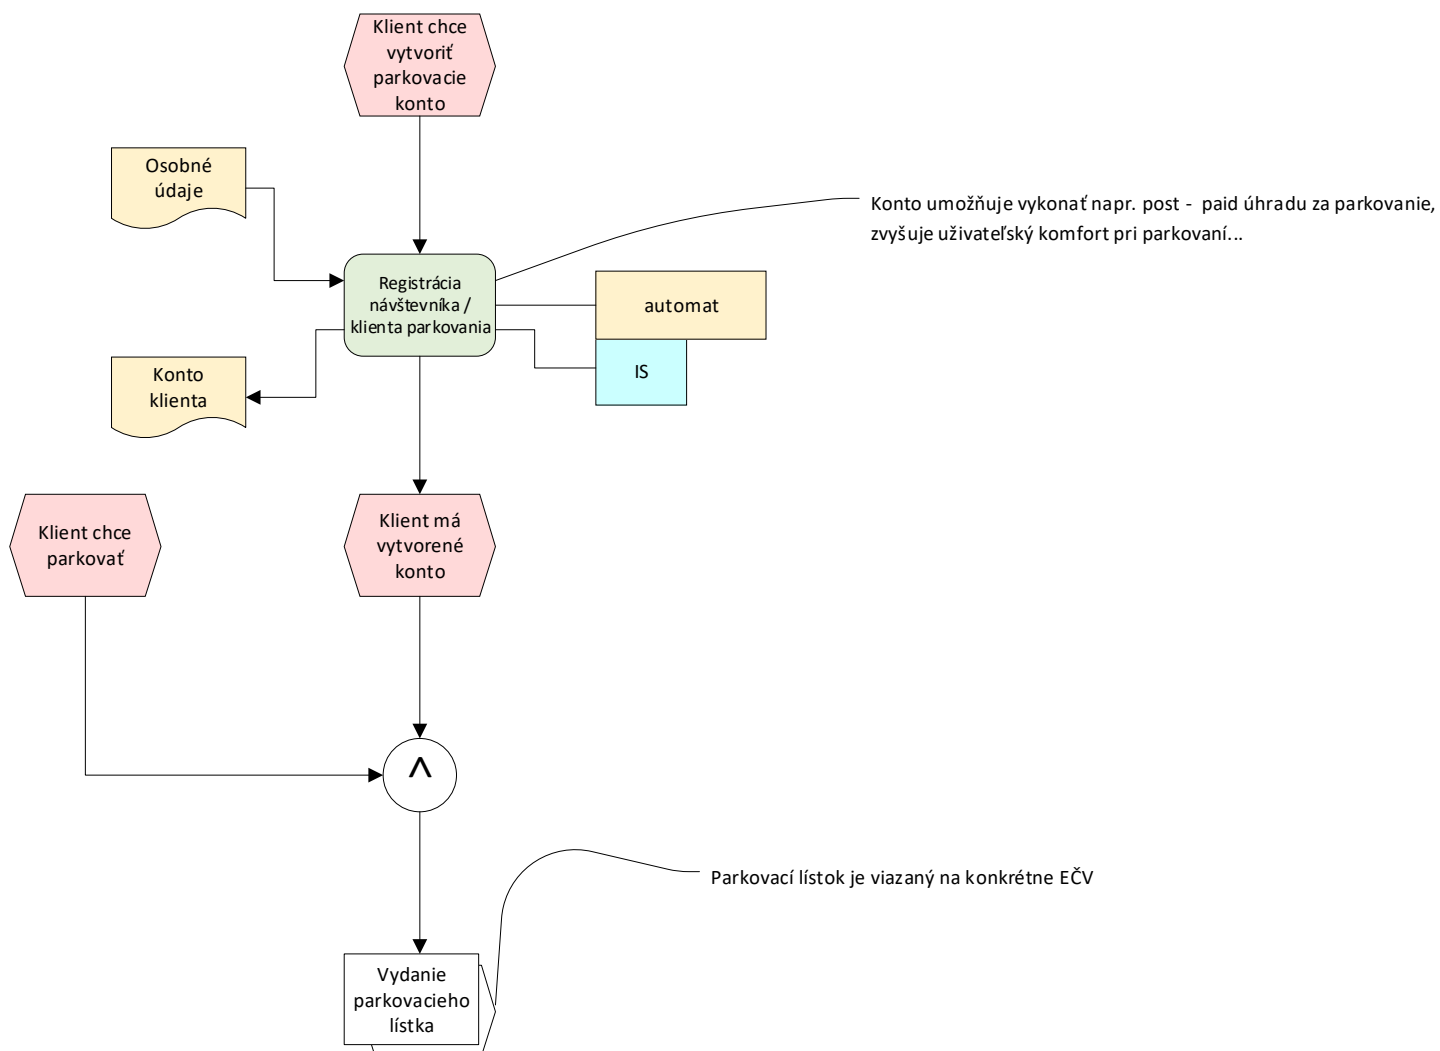 Klient chce
vytvoriť
parkovacie
konto
Osobné
údaje
Konto umožňuje vykonať napr. post - paid úhradu za parkovanie,
zvyšuje uživateľský komfort pri parkovaní...
Registrácia
návštevníka /
klienta parkovania
automat
IS
Konto
klienta
Klient chce
parkovať
Klient má
vytvorené
konto
^
Parkovací lístok je viazaný na konkrétne EČV
Vydanie
parkovacieho
lístka